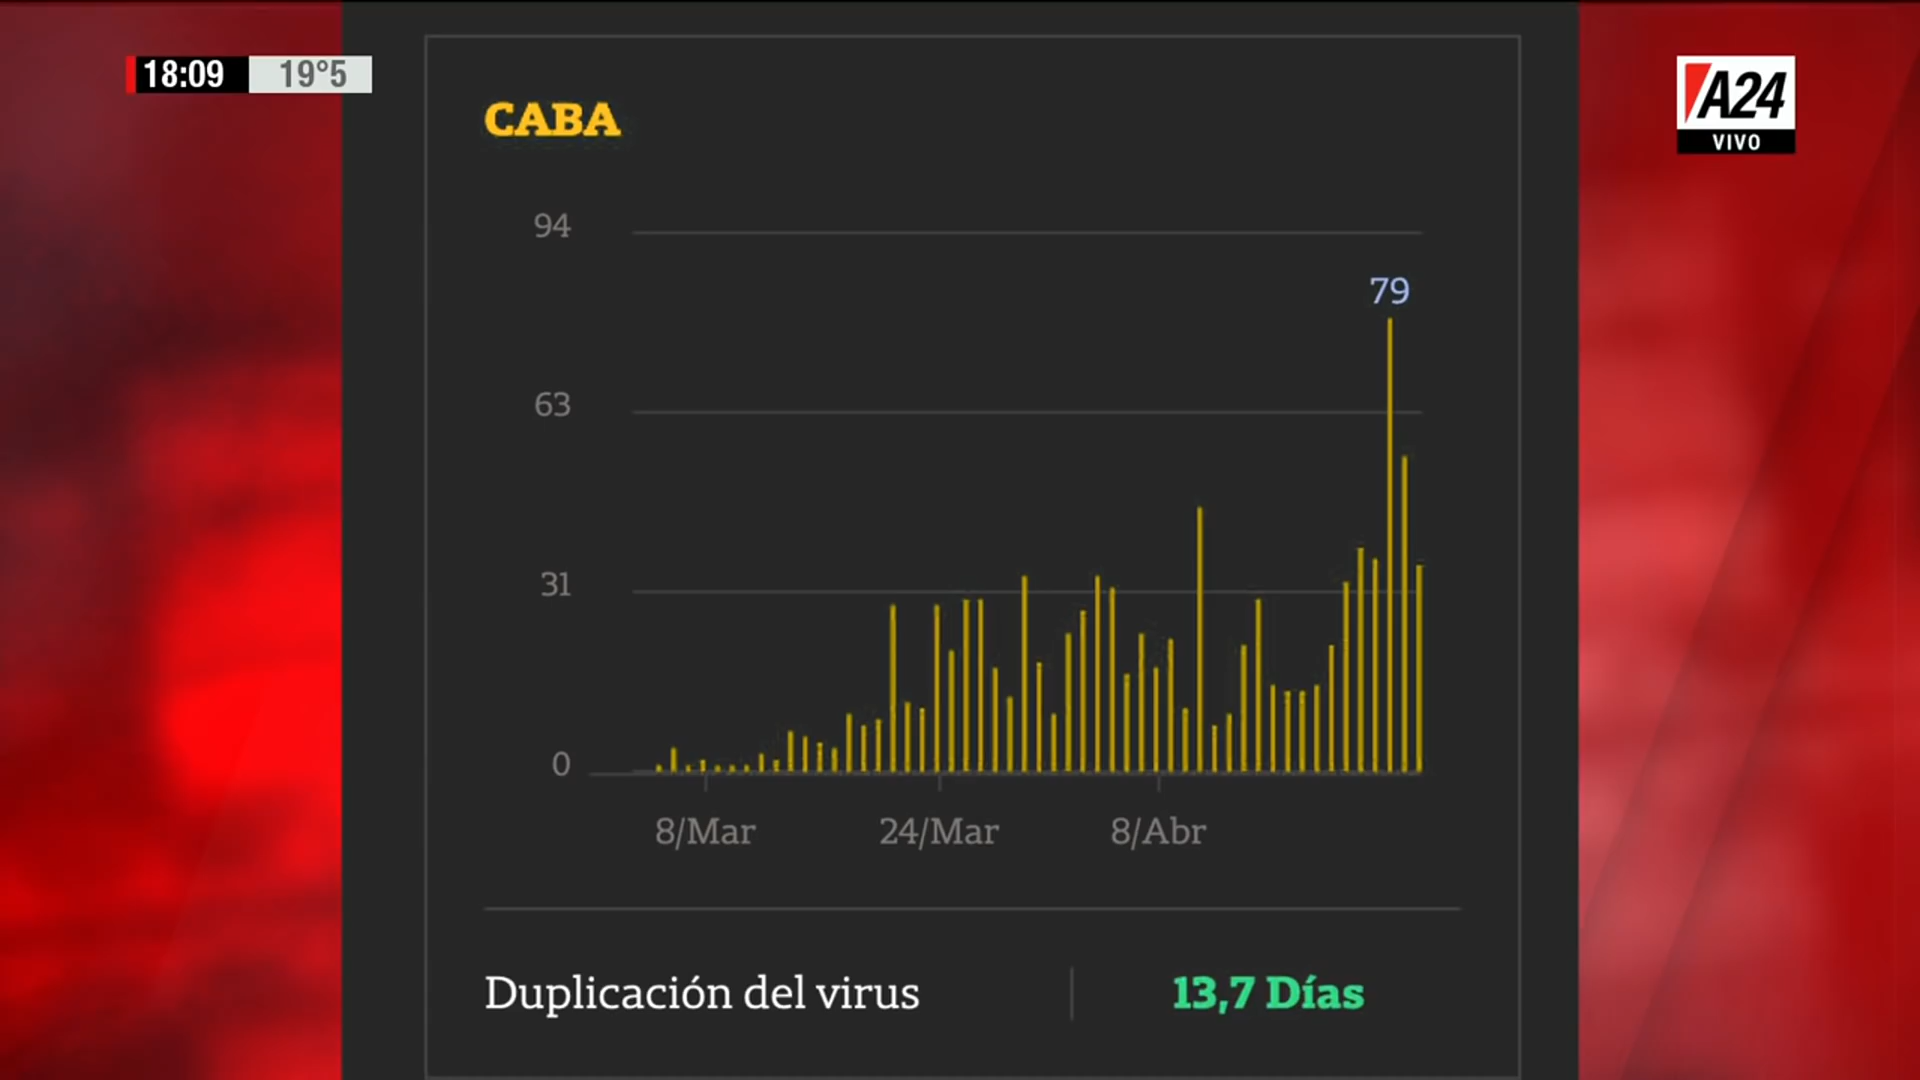 18:09 19°5
A24
VIVO
CABA
94
79
63
31
0
8/Mar 24/Mar 8/Abr
Duplicación del virus 13,7 Días